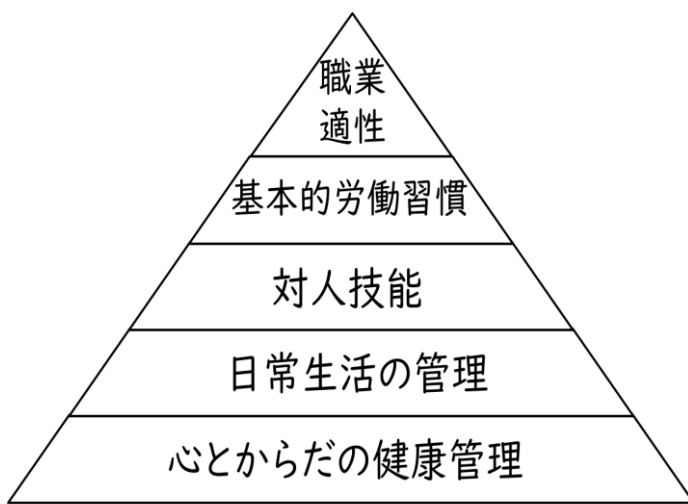 職業
適性
基本的労働習慣
対人技能
日常生活の管理
心とからだの健康管理